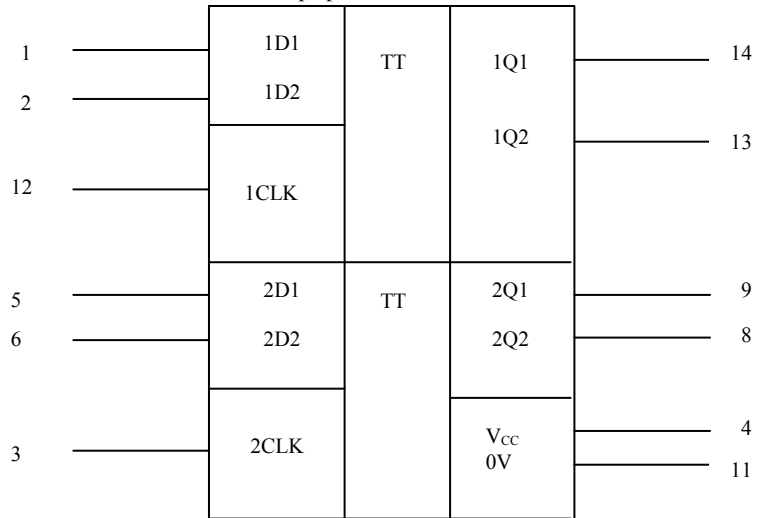 1 1D1 TT 1Q1 14
2 1D2
1Q2 13
12 1CLK
5 2D1 TT 2Q1 9
6 2D2 2Q2 8
3 2CLK VCC 4
0V 11